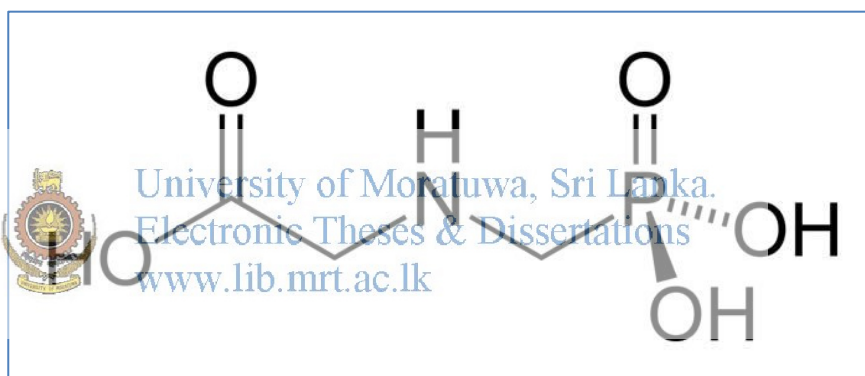 O
O
H
N
P
HO
OH
OH
University of Moratuwa, Sri Lanka.
Electronic Theses & Dissertations
www.lib.mrt.ac.lk